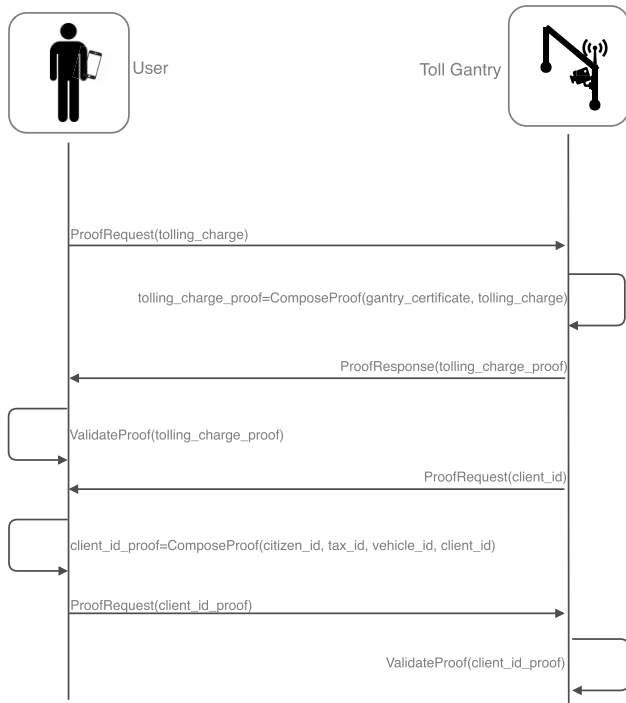 User
Toll Gantry
ProofRequest(tolling_charge)
tolling_charge_proof=ComposeProof(gantry_certificate, tolling_charge)
ProofResponse(tolling_charge_proof)
ValidateProof(tolling_charge_proof)
ProofRequest(client_id)
client_id_proof=ComposeProof(citizen_id, tax_id, vehicle_id, client_id)
ProofRequest(client_id_proof)
ValidateProof(client_id_proof)